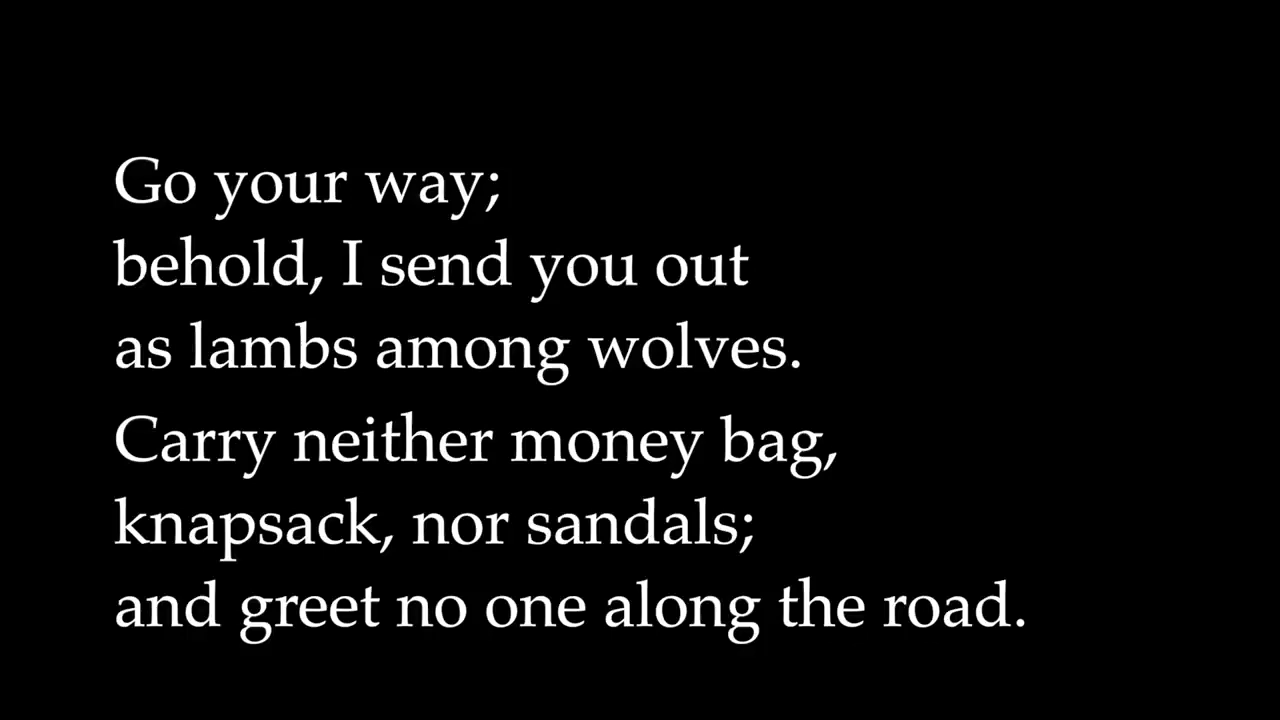 Go your way;
behold, I send you out
as lambs among wolves.
Carry neither money bag,
knapsack, nor sandals;
and greet no one along the road.